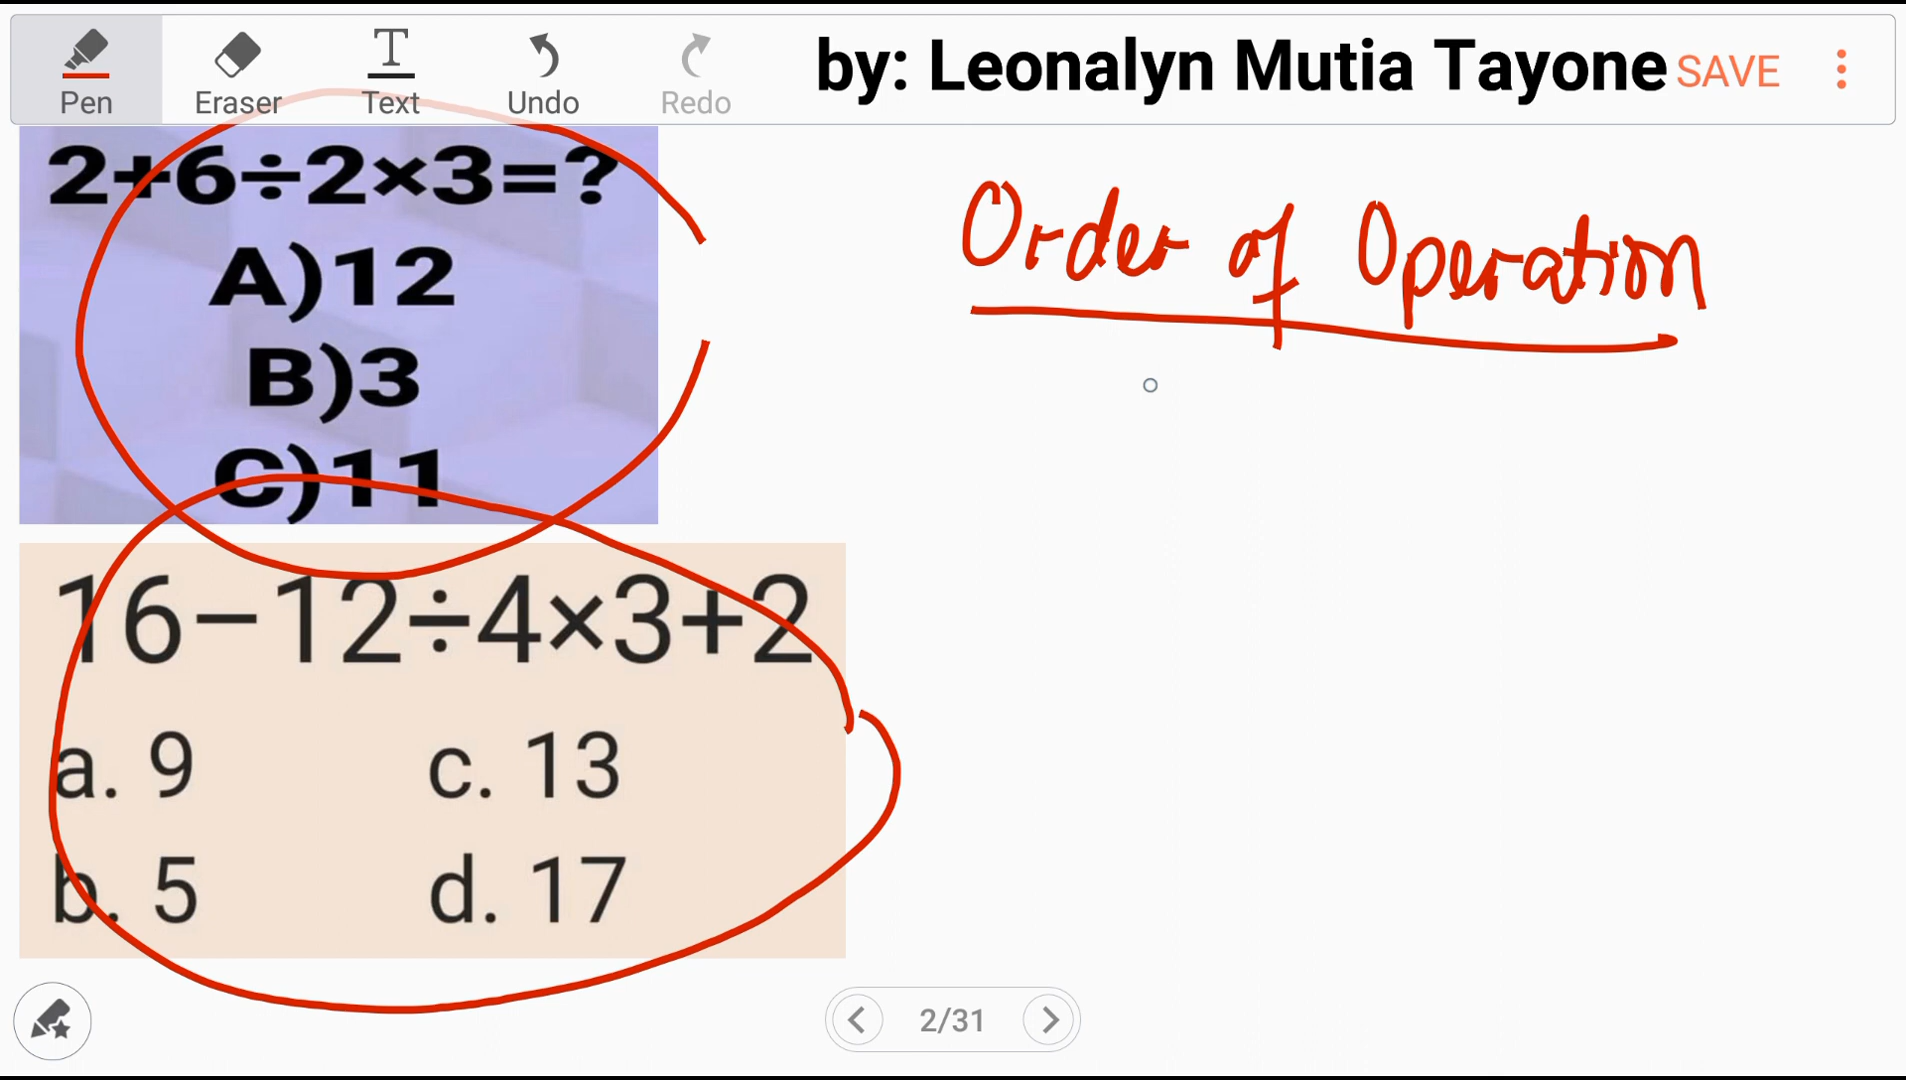 Pen Eraser Text Undo Redo by: Leonalyn Mutia Tayone SAVE
2+6÷2×3=?
A)12
B)3
C)11
Order of Operation
16−12÷4×3+2
a. 9 c. 13
b. 5 d. 17
2/31